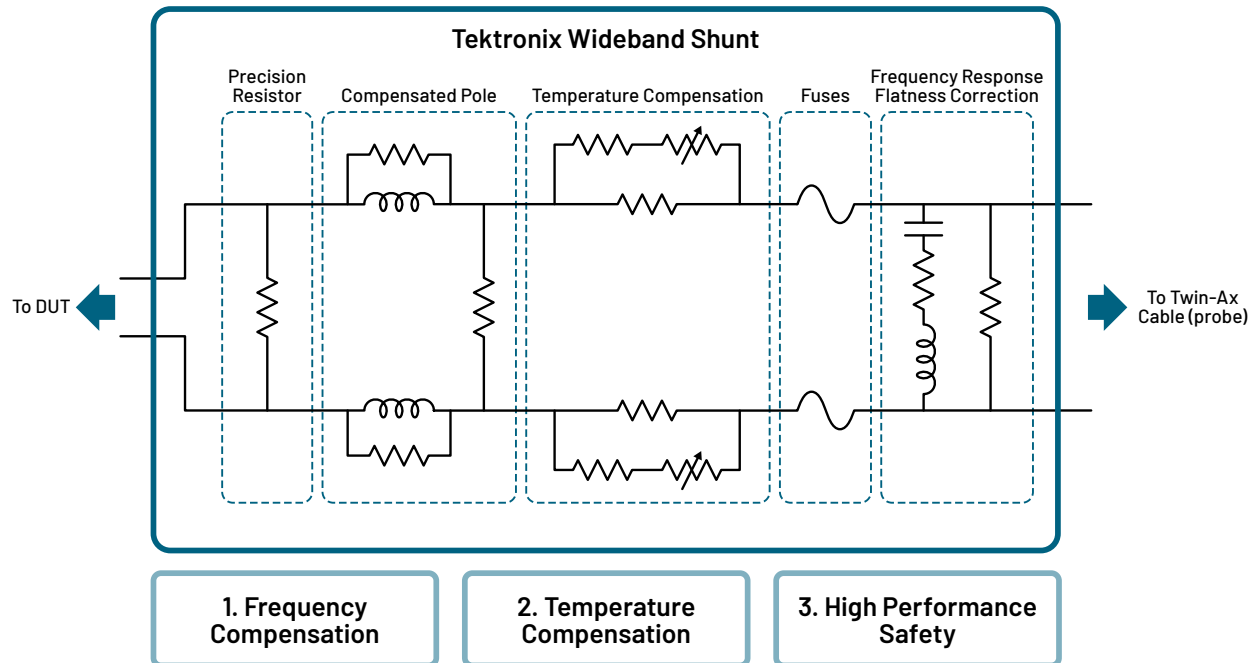 Tektronix Wideband Shunt
Precision
Resistor
Compensated Pole
Temperature Compensation
Fuses
Frequency Response
Flatness Correction
To DUT
To Twin-Ax
Cable (probe)
1. Frequency
Compensation
2. Temperature
Compensation
3. High Performance
Safety